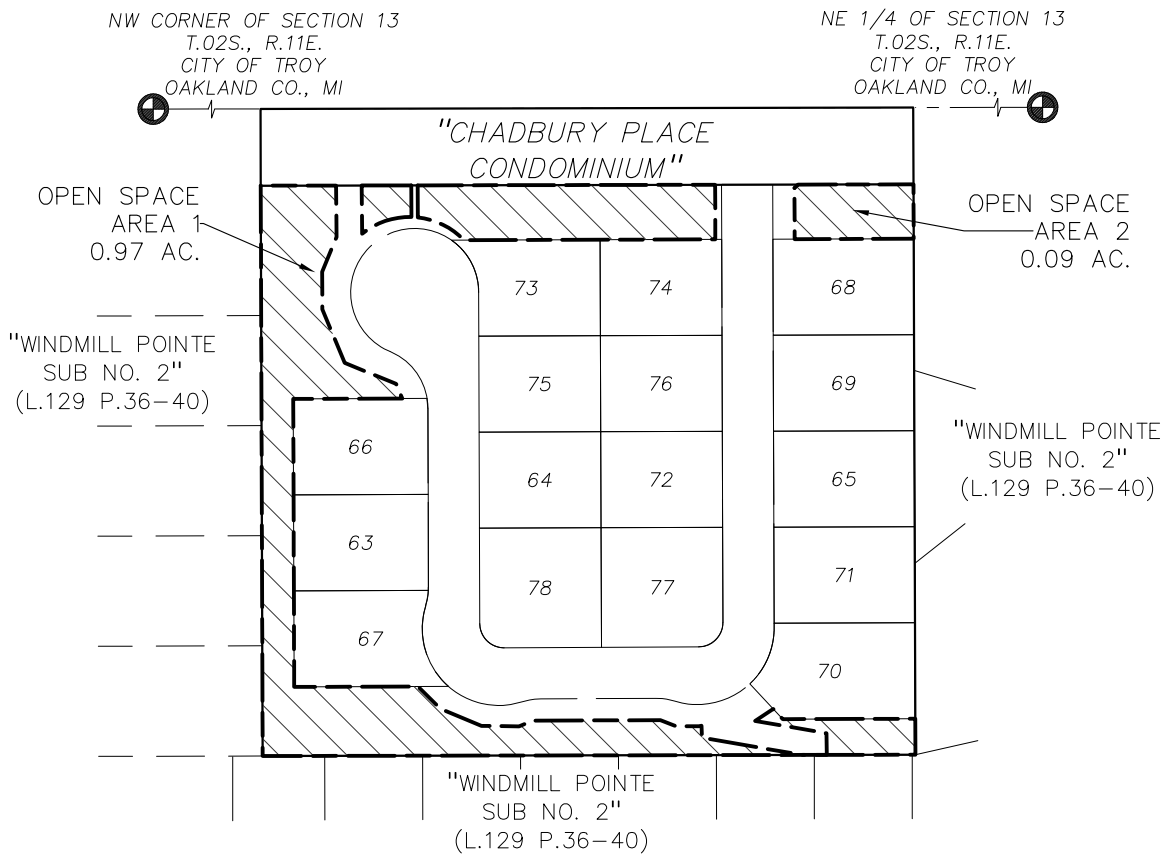 NW CORNER OF SECTION 13
T.02S., R.11E.
CITY OF TROY
OAKLAND CO., MI
NE 1/4 OF SECTION 13
T.02S., R.11E.
CITY OF TROY
OAKLAND CO., MI
"CHADBURY PLACE
CONDOMINIUM"
OPEN SPACE
AREA 1
0.97 AC.
OPEN SPACE
AREA 2
0.09 AC.
73
74
68
"WINDMILL POINTE
SUB NO. 2"
(L.129 P.36-40)
75
76
69
66
64
72
65
"WINDMILL POINTE
SUB NO. 2"
(L.129 P.36-40)
63
78
77
71
67
70
"WINDMILL POINTE
SUB NO. 2"
(L.129 P.36-40)